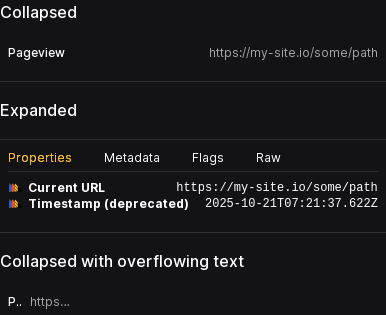 Collapsed
Pageview https://my-site.io/some/path
Expanded
Properties Metadata Flags Raw
Current URL https://my-site.io/some/path
Timestamp (deprecated) 2025-10-21T07:21:37.622Z
Collapsed with overflowing text
P.. https...